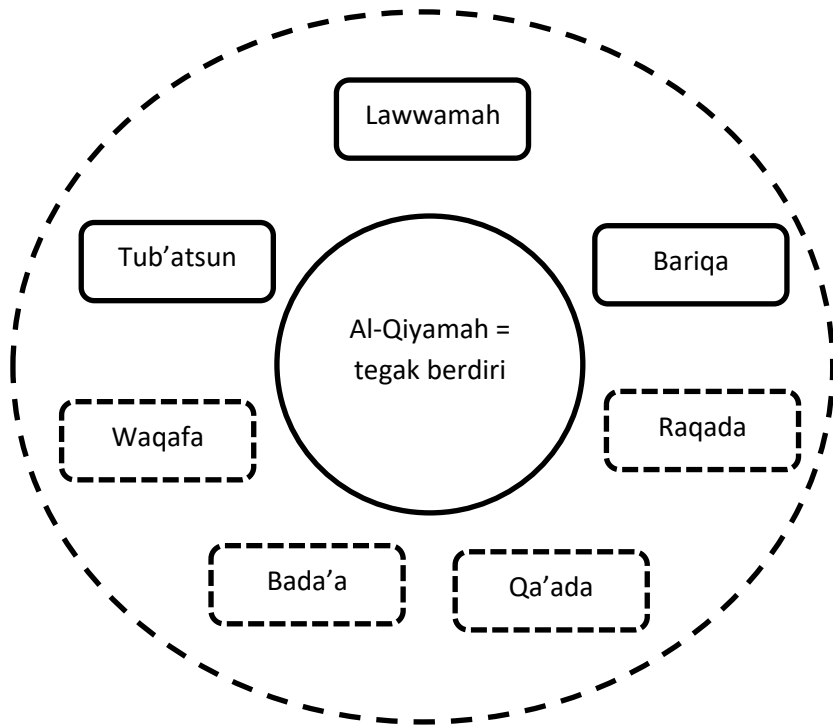 Lawwamah
Tub’atsun
Bariqa
Al-Qiyamah =
tegak berdiri
Waqafa
Raqada
Bada’a
Qa’ada